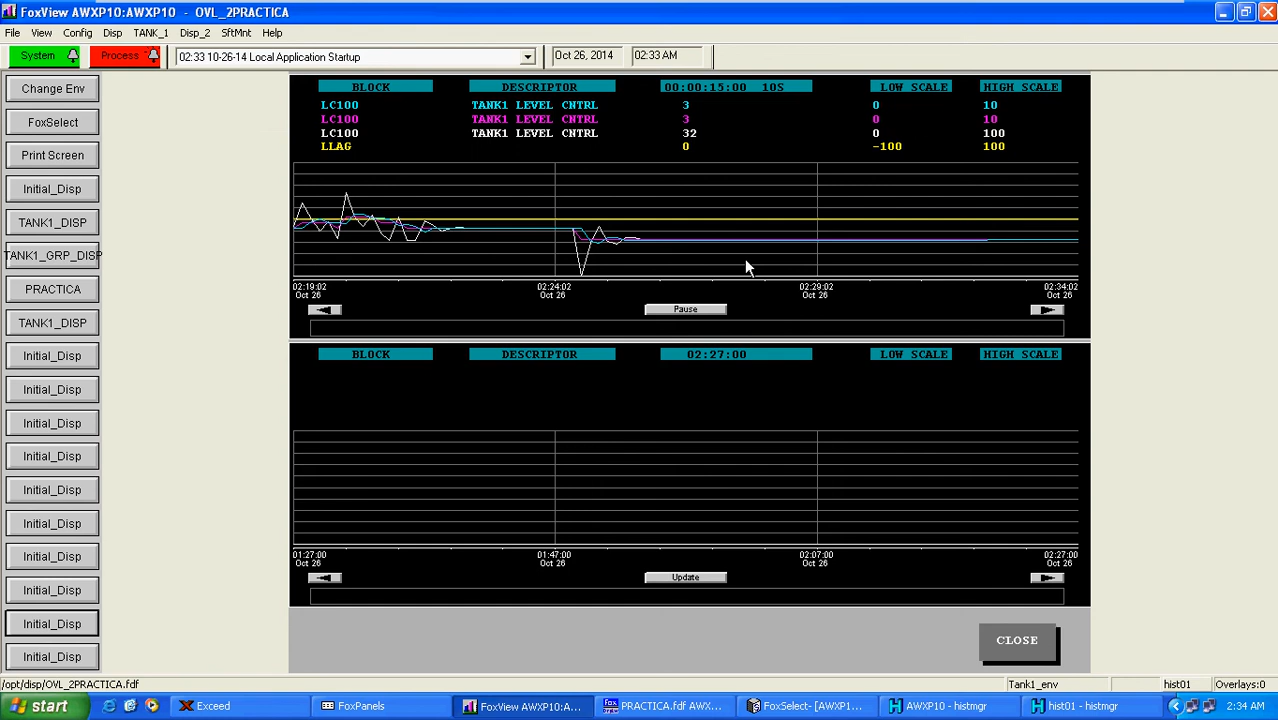 FoxView AWXP10:AWXP10 - OVL_2PRACTICA
File View Config Disp TANK_1 Disp_2 SftMnt Help
System Process 02:33 10-26-14 Local Application Startup Oct 26, 2014 02:33 AM
Change Env
FoxSelect
Print Screen
Initial_Disp
TANK1_DISP
TANK1_GRP_DISP
PRACTICA
TANK1_DISP
Initial_Disp
Initial_Disp
Initial_Disp
Initial_Disp
Initial_Disp
Initial_Disp
Initial_Disp
Initial_Disp
Initial_Disp
Initial_Disp
BLOCK DESCRIPTOR 00:00:15:00 10S LOW SCALE HIGH SCALE
LC100 TANK1 LEVEL CNTRL 3 0 10
LC100 TANK1 LEVEL CNTRL 3 0 10
LC100 TANK1 LEVEL CNTRL 32 0 100
LLAG 0 -100 100
02:19:02 02:24:02 02:29:02 02:34:02
Oct 26 Oct 26 Oct 26 Oct 26
Pause
BLOCK DESCRIPTOR 02:27:00 LOW SCALE HIGH SCALE
01:27:00 01:47:00 02:07:00 02:27:00
Oct 26 Oct 26 Oct 26 Oct 26
Update
CLOSE
/opt/disp/OVL_2PRACTICA.fdf Tank1_env hist01 Overlays:0
start Exceed FoxPanels FoxView AWXP10:A... PRACTICA.fdf AWX... FoxSelect- [AWXP1... AWXP10 - histmgr hist01 - histmgr 2:34 AM